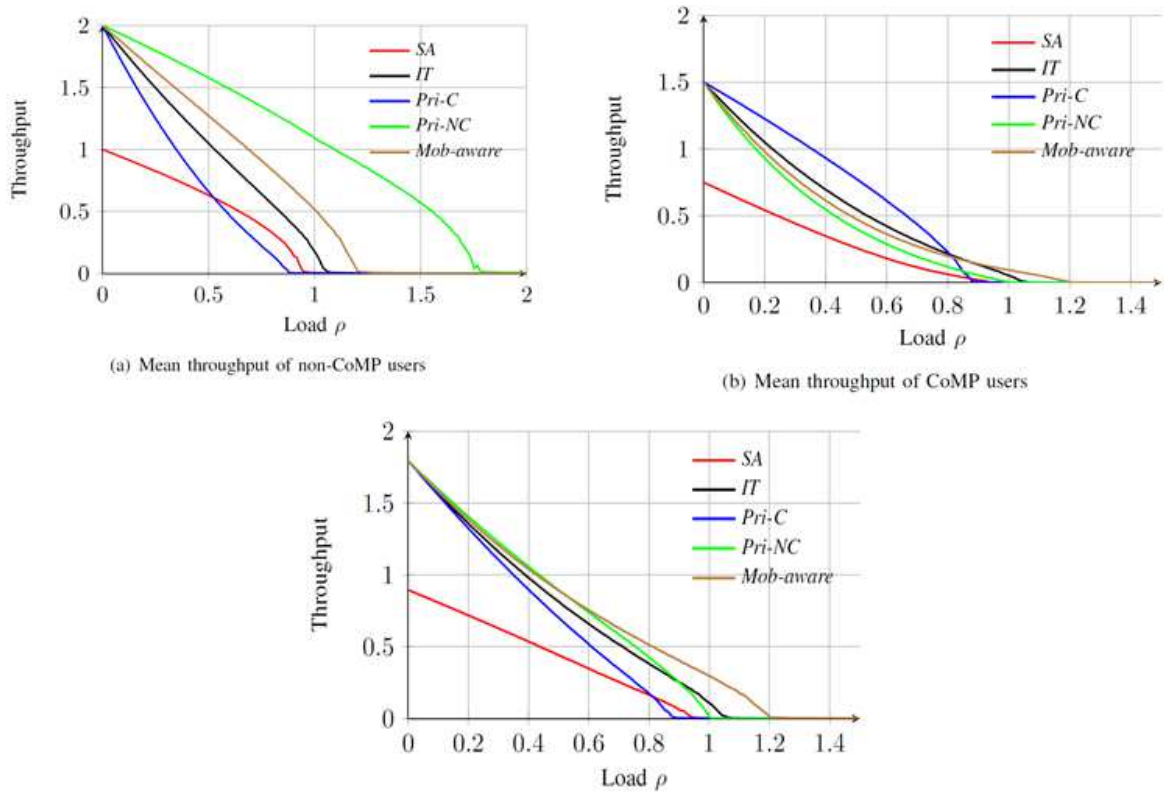 2
SA
IT
Pri-C
Pri-NC
Mob-aware
1.5
1
0.5
0
Throughput
0 0.5 1 1.5 2
Load ρ
(a) Mean throughput of non-CoMP users
2
SA
IT
Pri-C
Pri-NC
Mob-aware
1.5
1
0.5
0
Throughput
0 0.2 0.4 0.6 0.8 1 1.2 1.4
Load ρ
(b) Mean throughput of CoMP users
2
SA
IT
Pri-C
Pri-NC
Mob-aware
1.5
1
0.5
0
Throughput
0 0.2 0.4 0.6 0.8 1 1.2 1.4
Load ρ